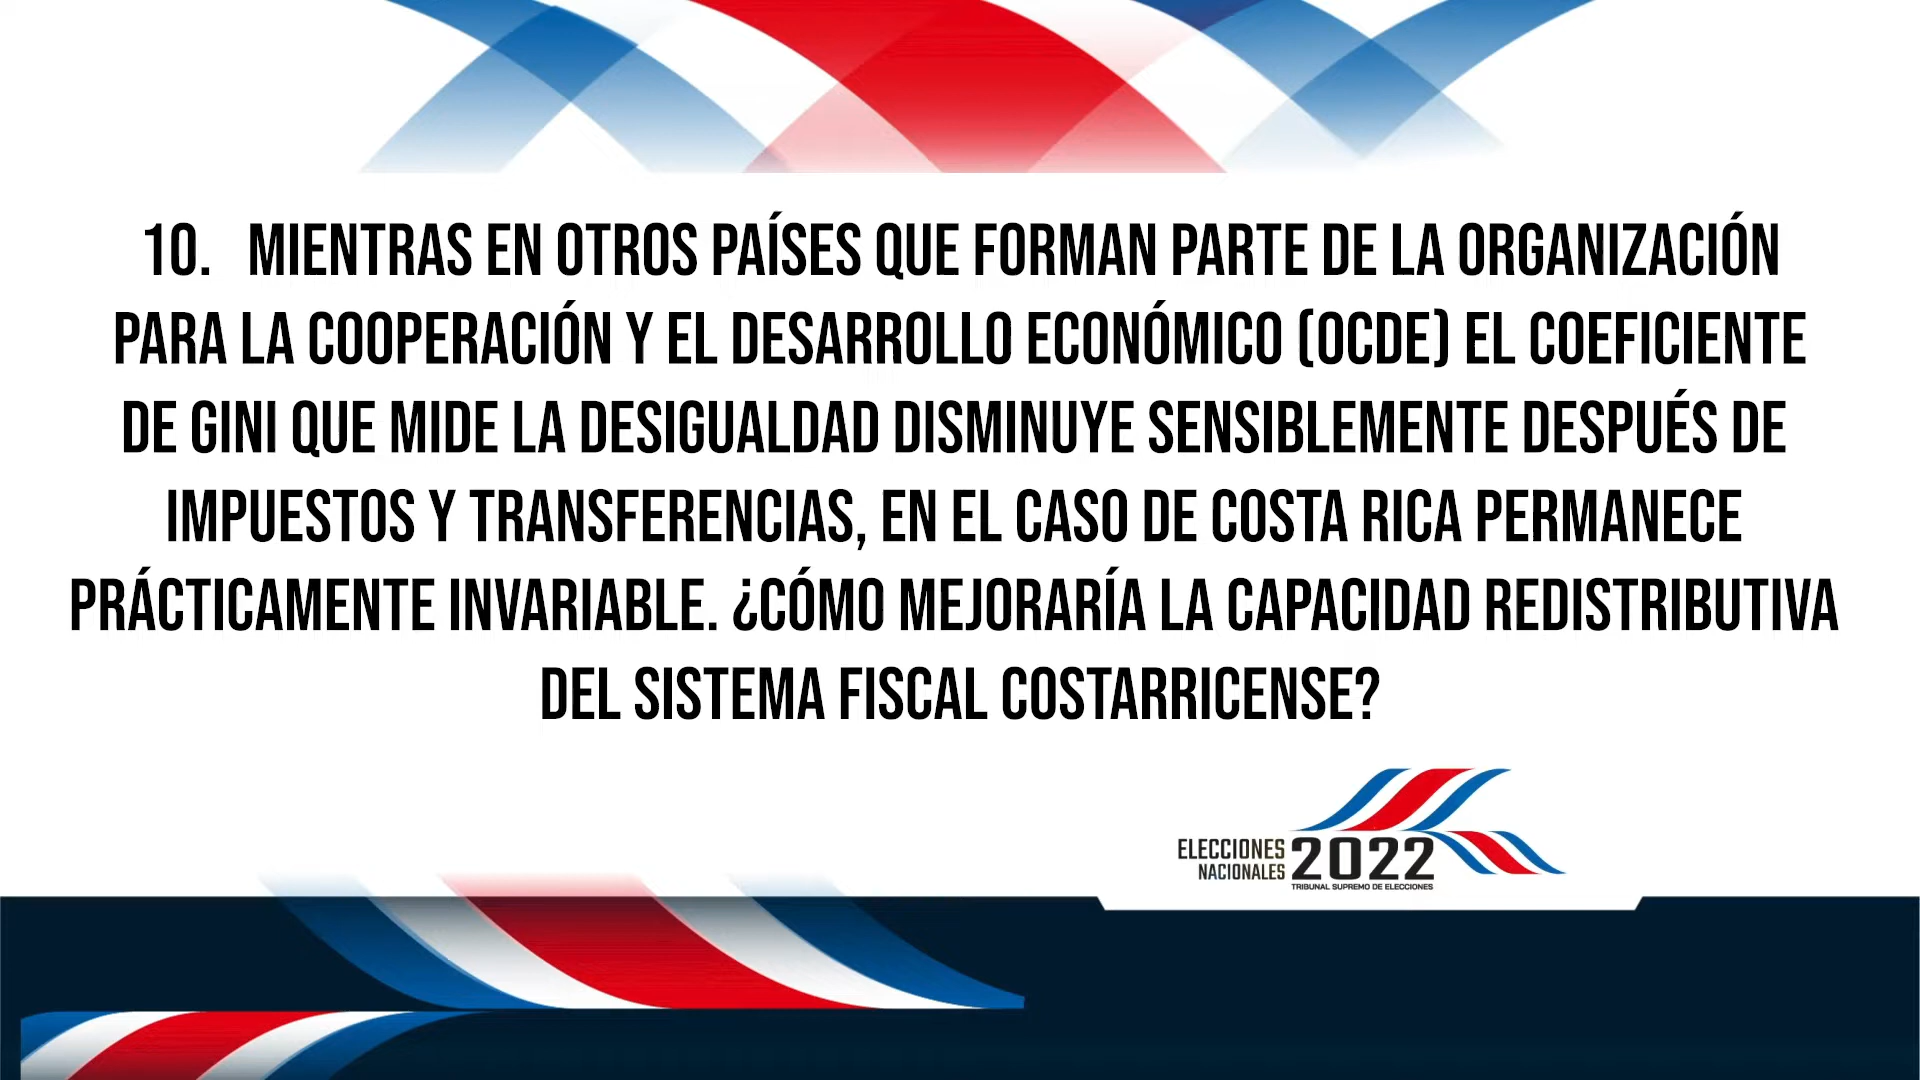 10. MIENTRAS EN OTROS PAÍSES QUE FORMAN PARTE DE LA ORGANIZACIÓN
PARA LA COOPERACIÓN Y EL DESARROLLO ECONÓMICO (OCDE) EL COEFICIENTE
DE GINI QUE MIDE LA DESIGUALDAD DISMINUYE SENSIBLEMENTE DESPUÉS DE
IMPUESTOS Y TRANSFERENCIAS, EN EL CASO DE COSTA RICA PERMANECE
PRÁCTICAMENTE INVARIABLE. ¿CÓMO MEJORARÍA LA CAPACIDAD REDISTRIBUTIVA
DEL SISTEMA FISCAL COSTARRICENSE?
ELECCIONES
NACIONALES
2022
TRIBUNAL SUPREMO DE ELECCIONES